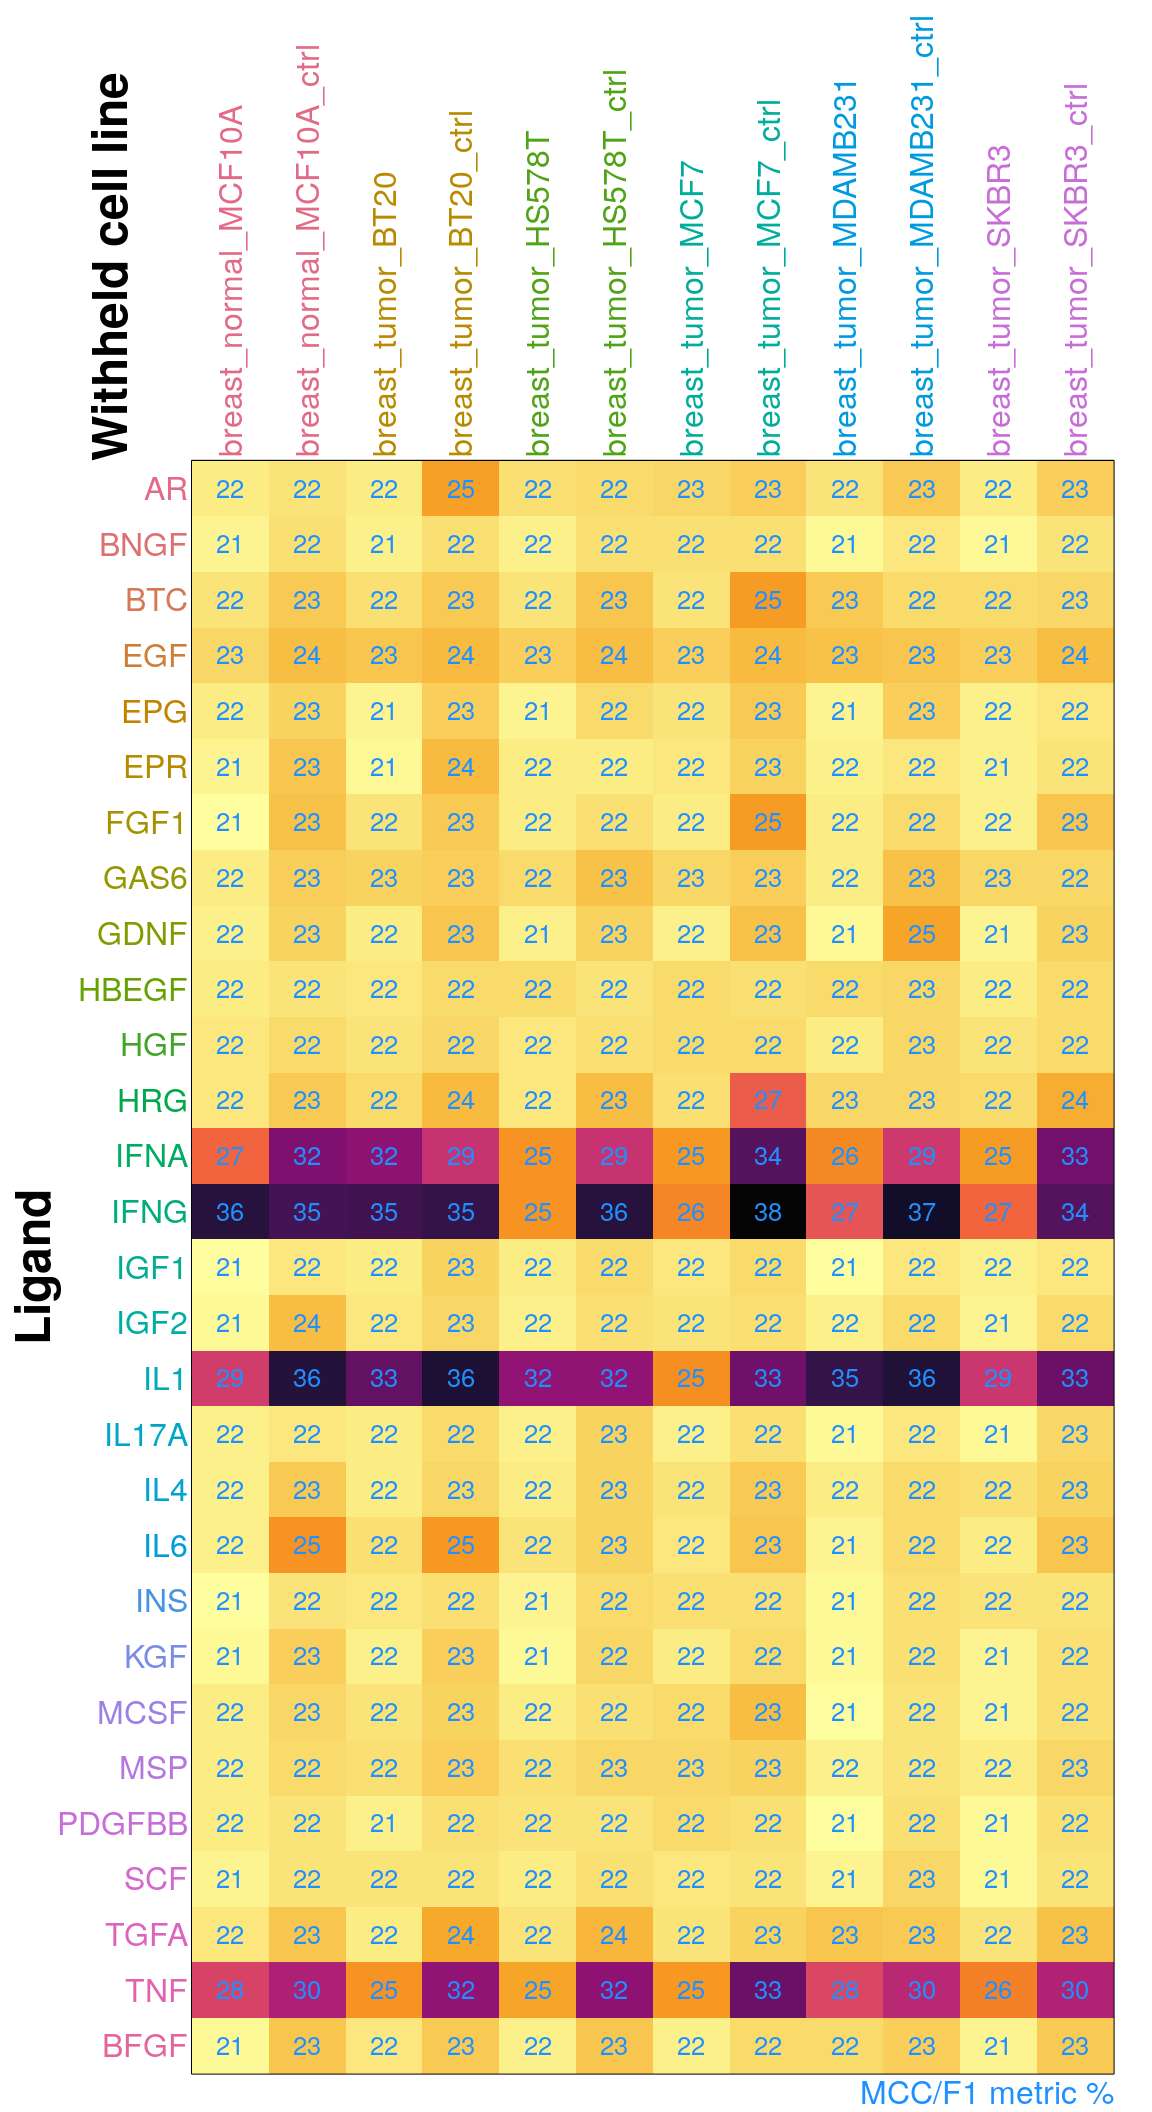 Withheld cell line
breast_normal_MCF10A
breast_normal_MCF10A_ctrl
breast_tumor_BT20
breast_tumor_BT20_ctrl
breast_tumor_HS578T
breast_tumor_HS578T_ctrl
breast_tumor_MCF7
breast_tumor_MCF7_ctrl
breast_tumor_MDAMB231
breast_tumor_MDAMB231_ctrl
breast_tumor_SKBR3
breast_tumor_SKBR3_ctrl
Ligand
AR 22 22 22 25 22 22 23 23 22 23 22 23
BNGF 21 22 21 22 22 22 22 22 21 22 21 22
BTC 22 23 22 23 22 23 22 25 23 22 22 23
EGF 23 24 23 24 23 24 23 24 23 23 23 24
EPG 22 23 21 23 21 22 22 23 21 23 22 22
EPR 21 23 21 24 22 22 22 23 22 22 21 22
FGF1 21 23 22 23 22 22 22 25 22 22 22 23
GAS6 22 23 23 23 22 23 23 23 22 23 23 22
GDNF 22 23 22 23 21 23 22 23 21 25 21 23
HBEGF 22 22 22 22 22 22 22 22 22 23 22 22
HGF 22 22 22 22 22 22 22 22 22 23 22 22
HRG 22 23 22 24 22 23 22 27 23 23 22 24
IFNA 27 32 32 29 25 29 25 34 26 29 25 33
IFNG 36 35 35 35 25 36 26 38 27 37 27 34
IGF1 21 22 22 23 22 22 22 22 21 22 22 22
IGF2 21 24 22 23 22 22 22 22 22 22 21 22
IL1 29 36 33 36 32 32 25 33 35 36 29 33
IL17A 22 22 22 22 22 23 22 22 21 22 21 23
IL4 22 23 22 23 22 23 22 23 22 22 22 23
IL6 22 25 22 25 22 23 22 23 21 22 22 23
INS 21 22 22 22 21 22 22 22 21 22 22 22
KGF 21 23 22 23 21 22 22 22 21 22 21 22
MCSF 22 23 22 23 22 22 22 23 21 22 21 22
MSP 22 22 22 23 22 23 23 23 22 22 22 23
PDGFBB 22 22 21 22 22 22 22 22 21 22 21 22
SCF 21 22 22 22 22 22 22 22 21 23 21 22
TGFA 22 23 22 24 22 24 22 23 23 23 22 23
TNF 28 30 25 32 25 32 25 33 28 30 26 30
BFGF 21 23 22 23 22 23 22 22 22 23 21 23
MCC/F1 metric %